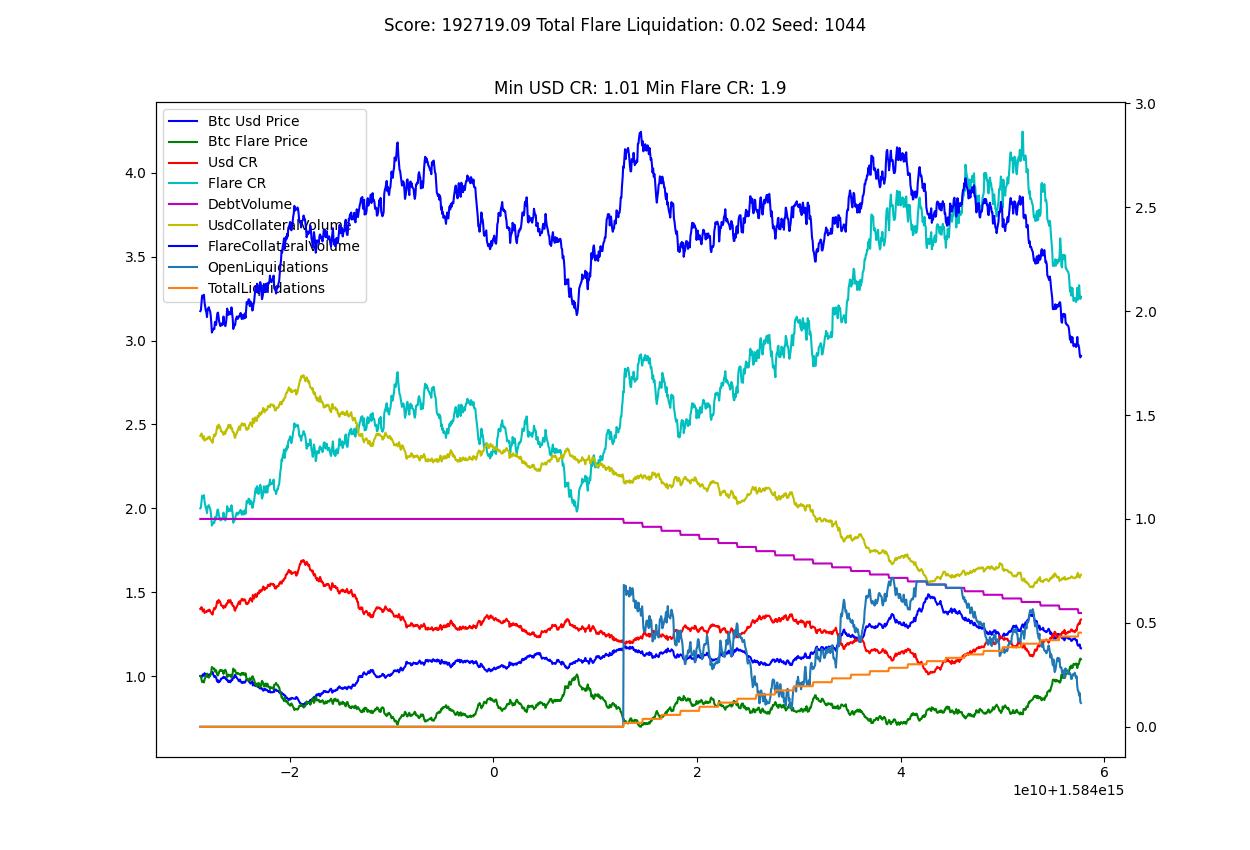 Score: 192719.09 Total Flare Liquidation: 0.02 Seed: 1044
Min USD CR: 1.01 Min Flare CR: 1.9
Btc Usd Price
Btc Flare Price
Usd CR
Flare CR
DebtVolume
UsdCollateralVolume
FlareCollateralVolume
OpenLiquidations
TotalLiquidations
4.0
3.5
3.0
2.5
2.0
1.5
1.0
3.0
2.5
2.0
1.5
1.0
0.5
0.0
−2
0
2
4
6
1e10+1.584e15